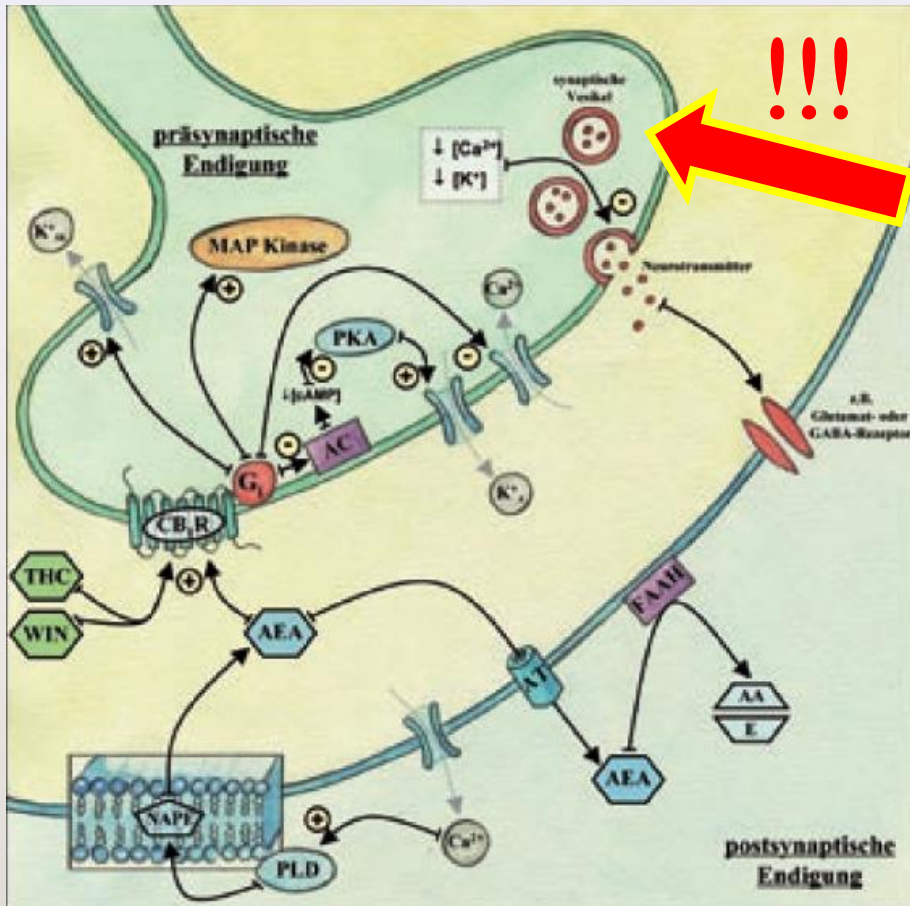 !!!
synaptische
Vesikel
präsynaptische
Endigung
↓ [Ca²⁺]
↓ [K⁺]
-
MAP Kinase
+
Neurotransmitter
Ca²⁺
PKA
+
-
+
-
↓[cAMP]
-
AC
z.B.
Glutamat- oder
GABA-Rezeptor
G
CB₁R
THC
+
WIN
AEA
FAAH
AT
AA
E
AEA
NAPE
+
Ca²⁺
PLD
postsynaptische
Endigung